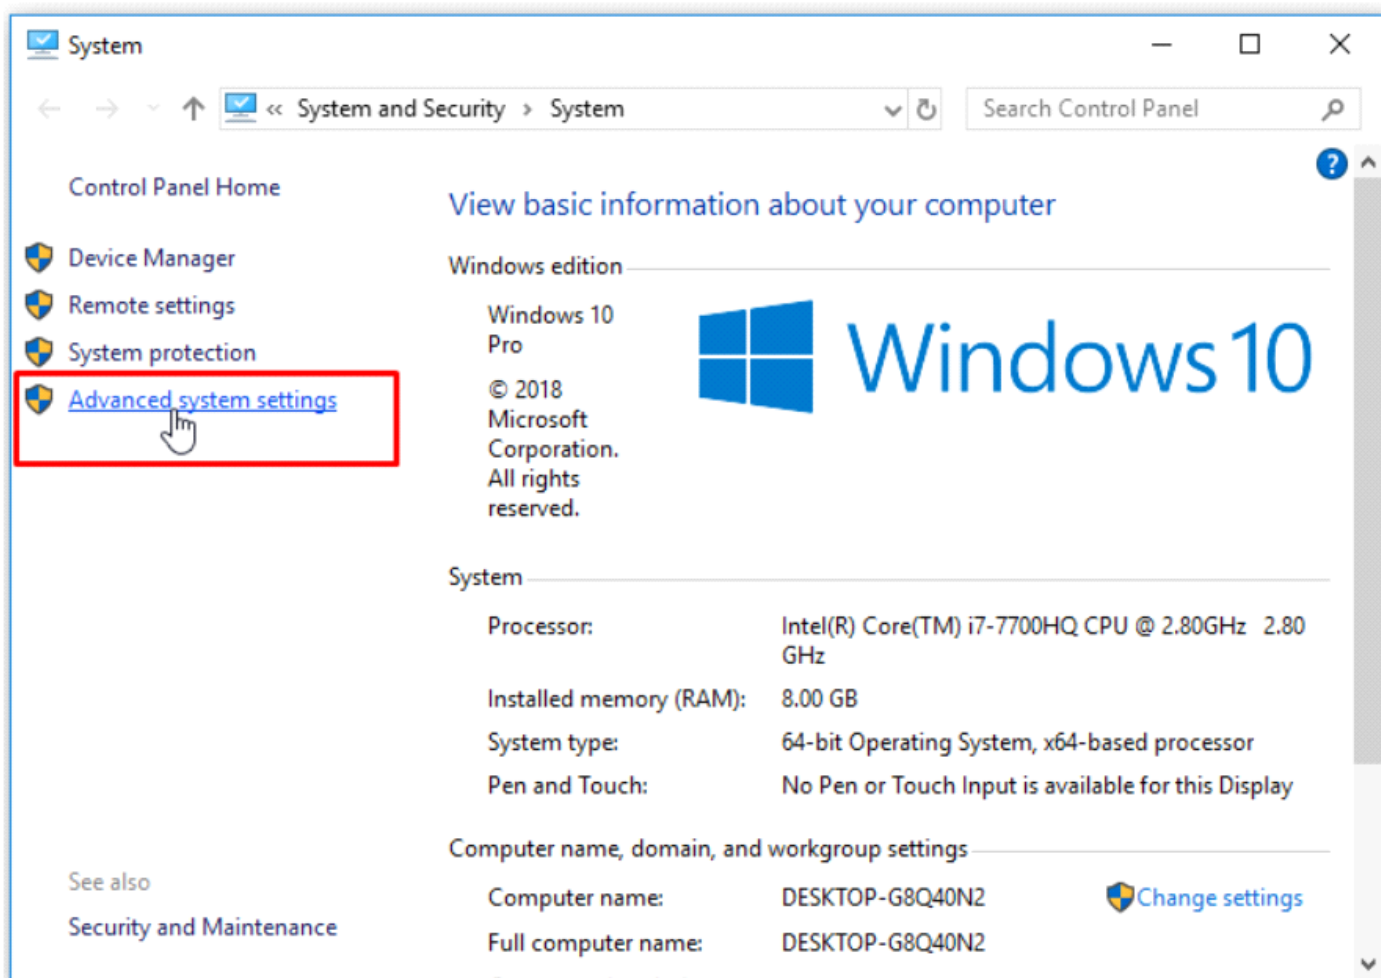 System
« System and Security › System
Search Control Panel
?
Control Panel Home
Device Manager
Remote settings
System protection
Advanced system settings
See also
Security and Maintenance
View basic information about your computer
Windows edition
Windows 10
Pro
© 2018
Microsoft
Corporation.
All rights
reserved.
Windows 10
System
Processor: Intel(R) Core(TM) i7-7700HQ CPU @ 2.80GHz 2.80
GHz
Installed memory (RAM): 8.00 GB
System type: 64-bit Operating System, x64-based processor
Pen and Touch: No Pen or Touch Input is available for this Display
Computer name, domain, and workgroup settings
Computer name: DESKTOP-G8Q40N2 Change settings
Full computer name: DESKTOP-G8Q40N2